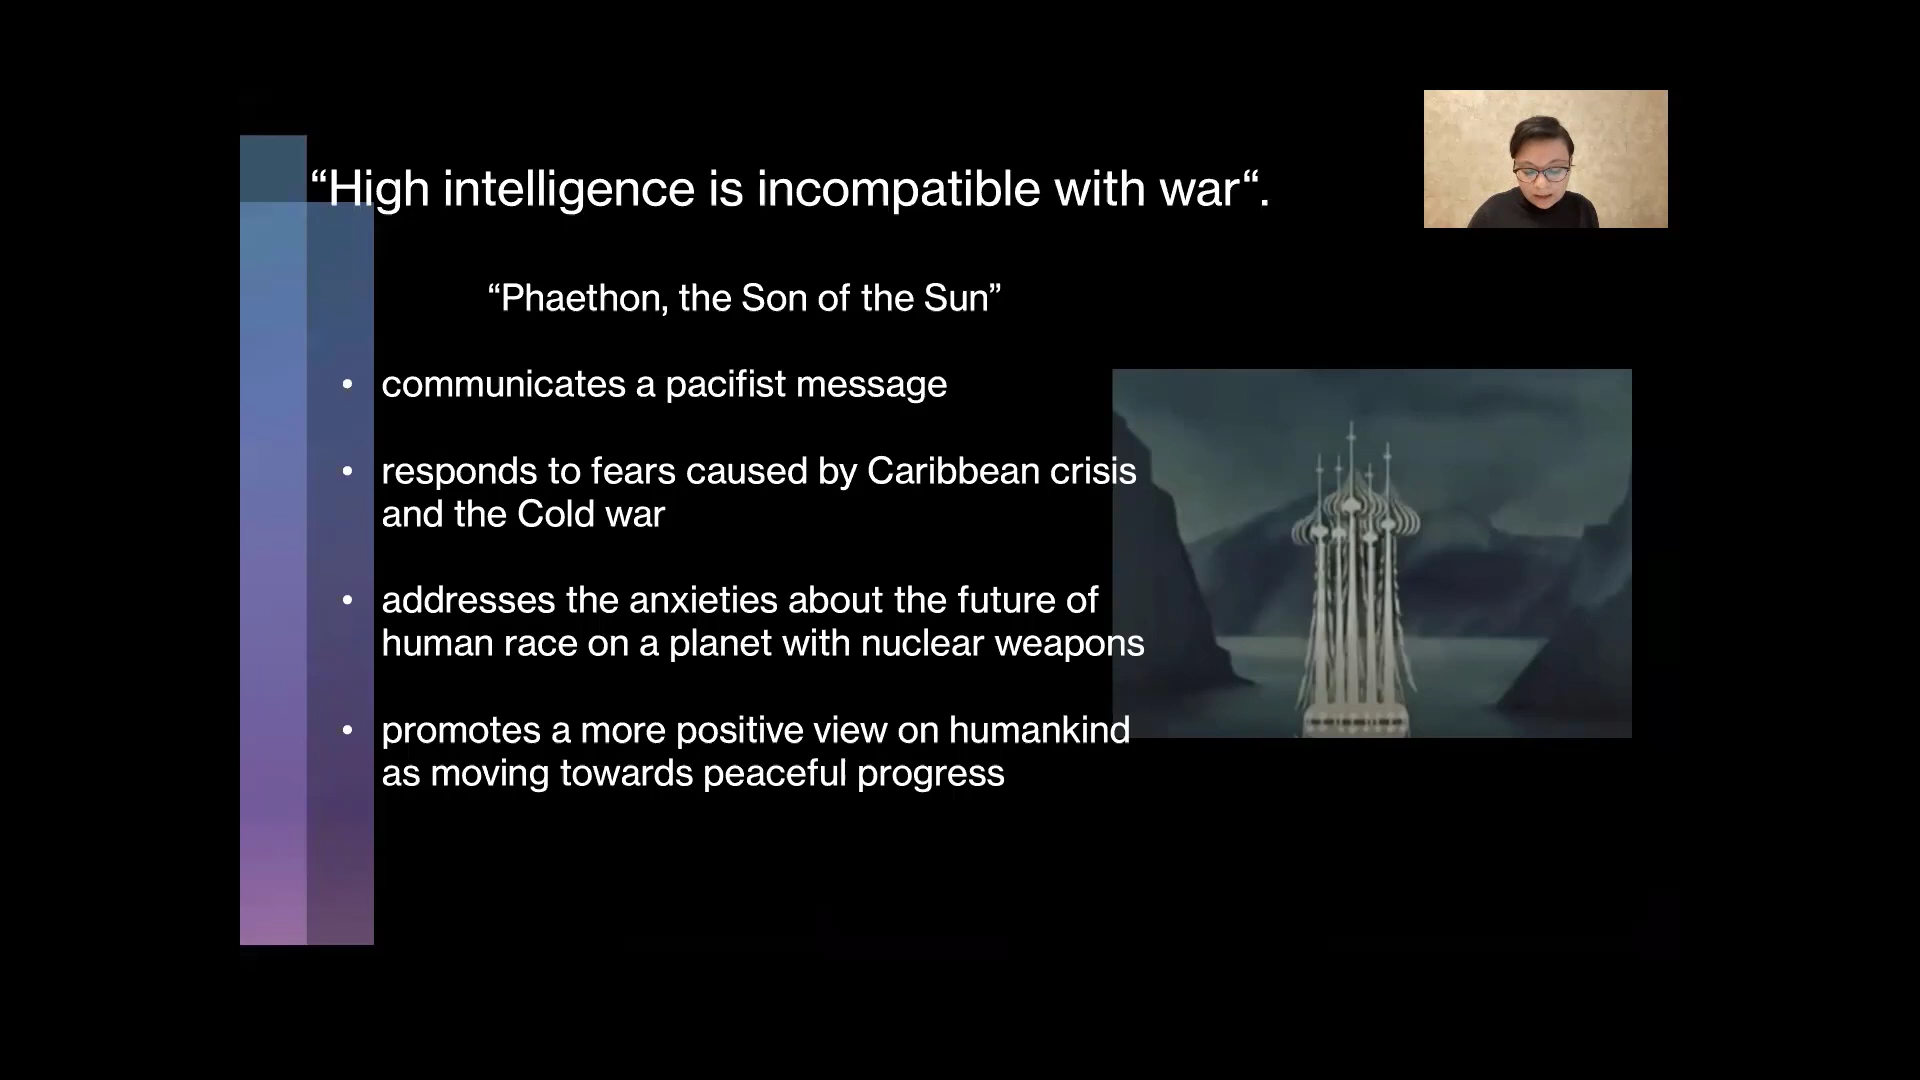 “High intelligence is incompatible with war“.
“Phaethon, the Son of the Sun”
• communicates a pacifist message
• responds to fears caused by Caribbean crisis
and the Cold war
• addresses the anxieties about the future of
human race on a planet with nuclear weapons
• promotes a more positive view on humankind
as moving towards peaceful progress